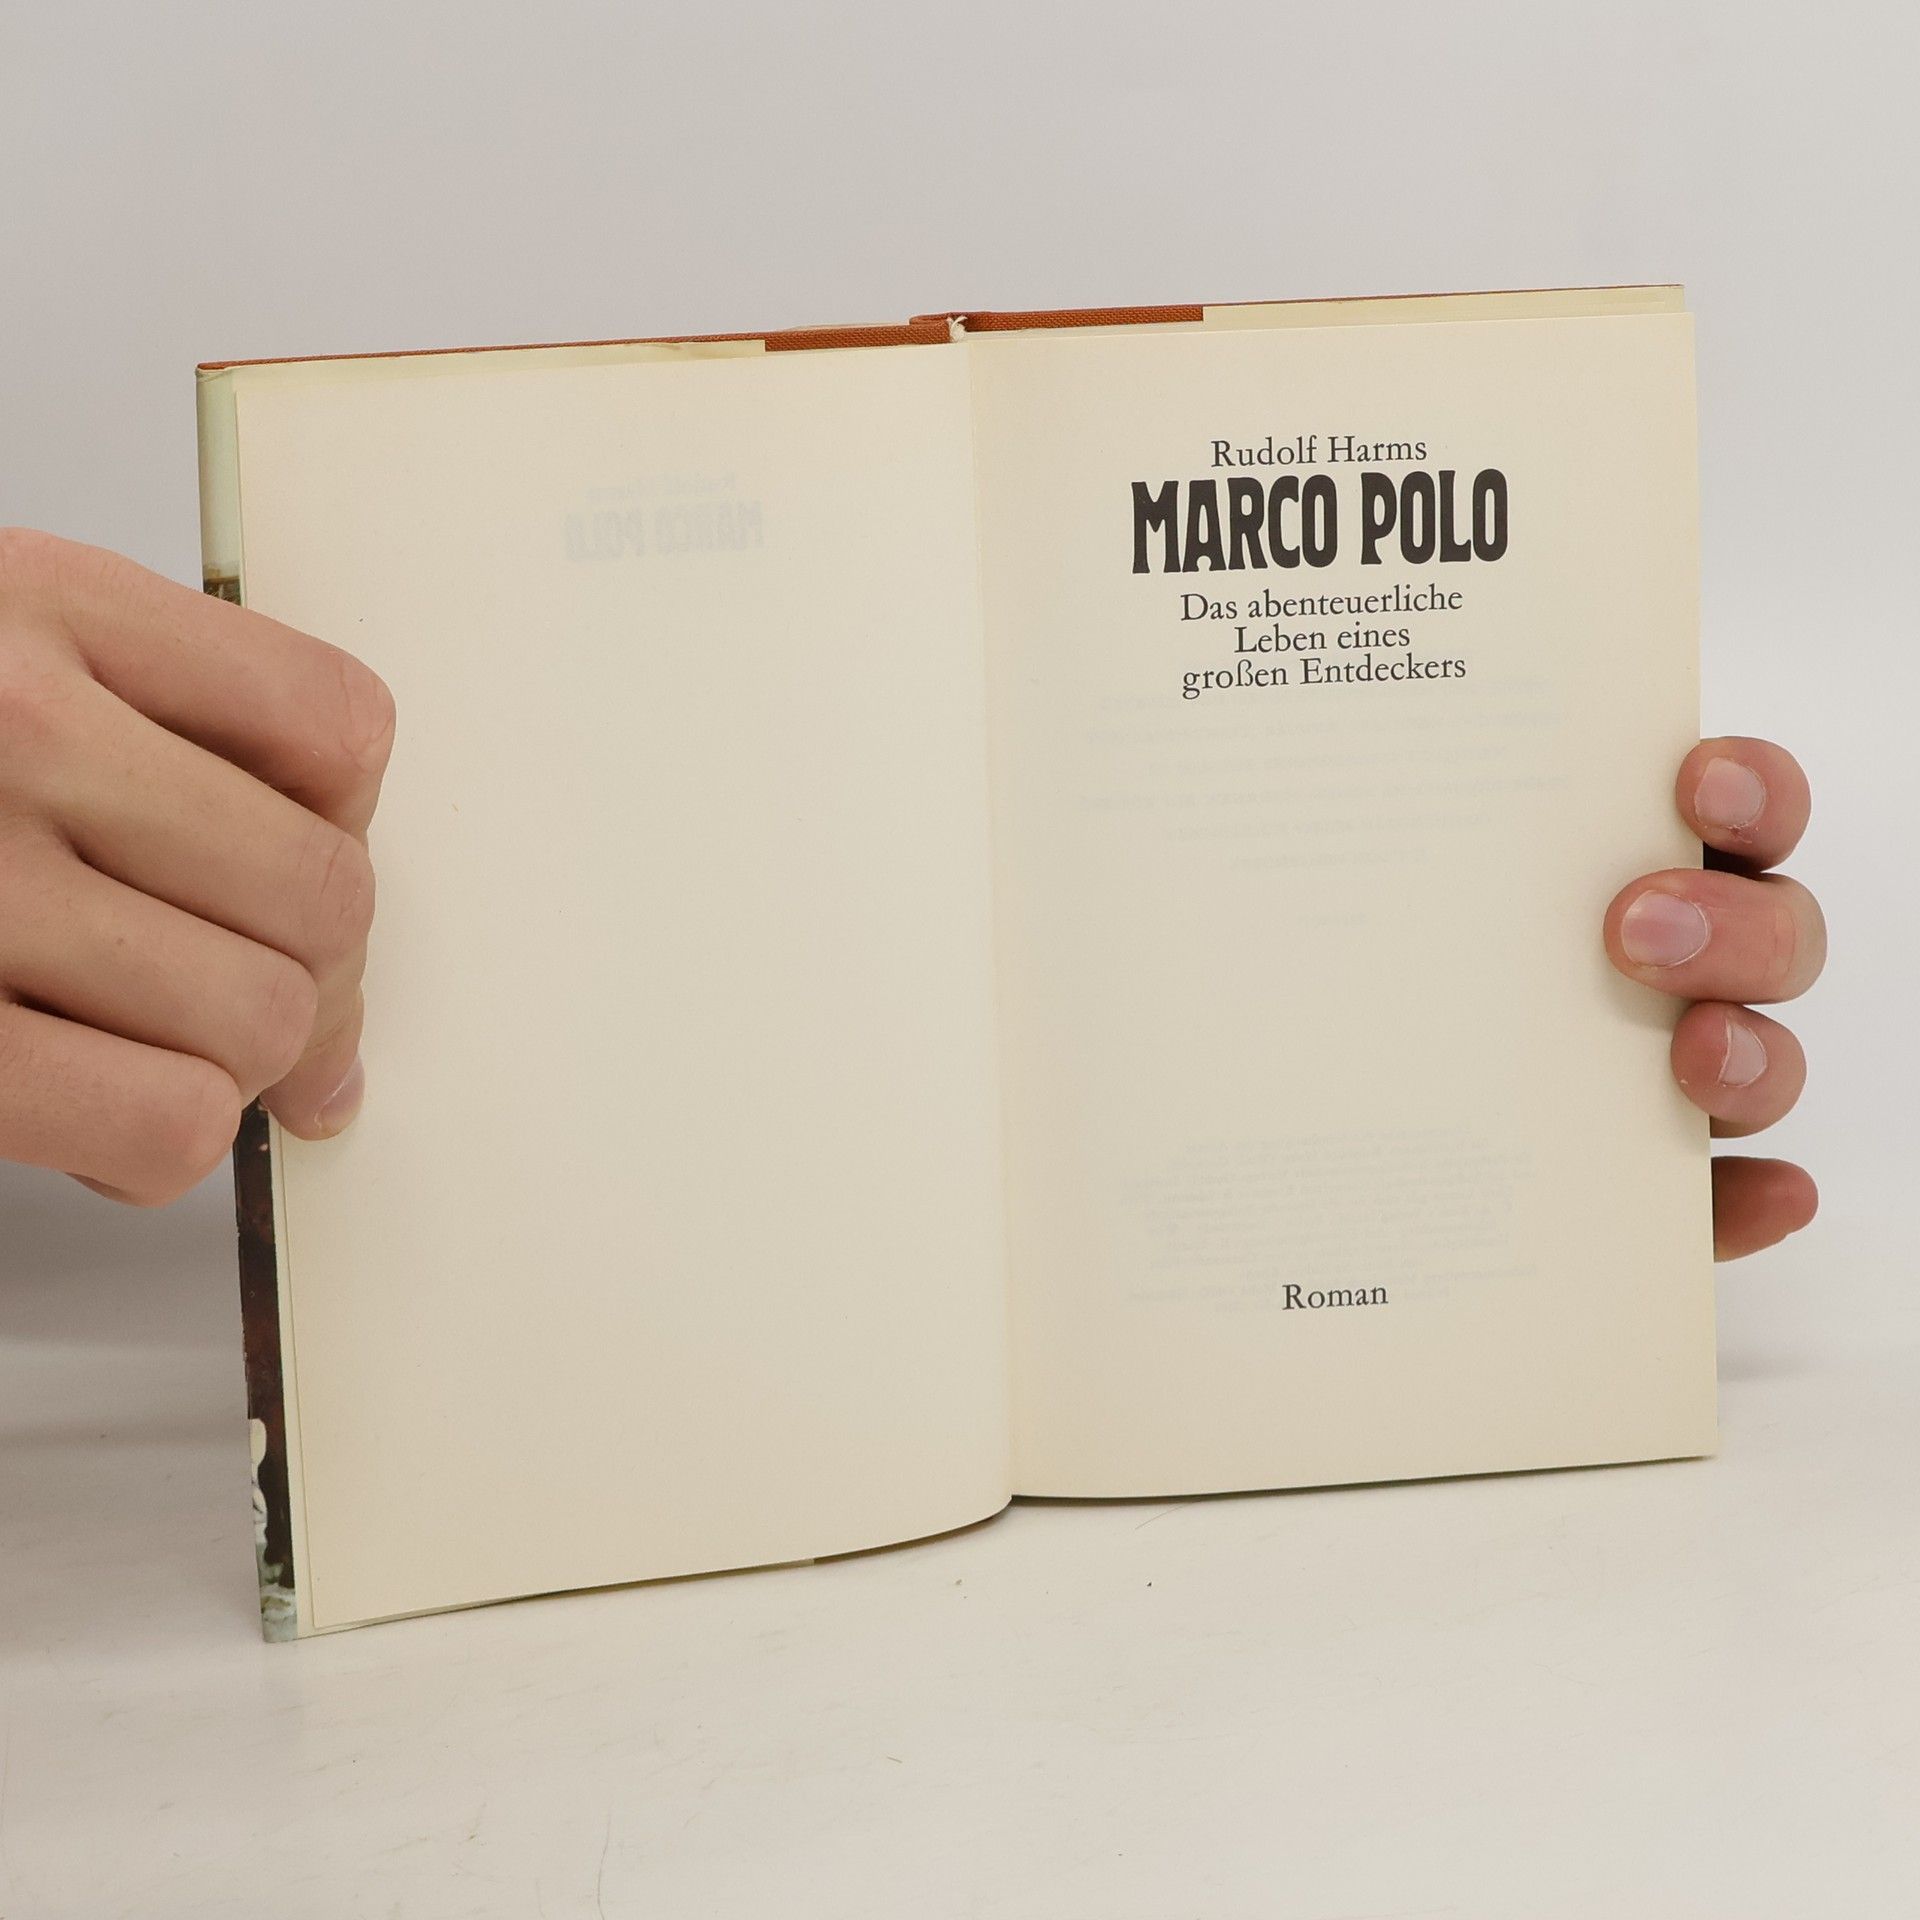 Rudolf Harms
MARCO POLO
Das abenteuerliche
Leben eines
großen Entdeckers
Roman